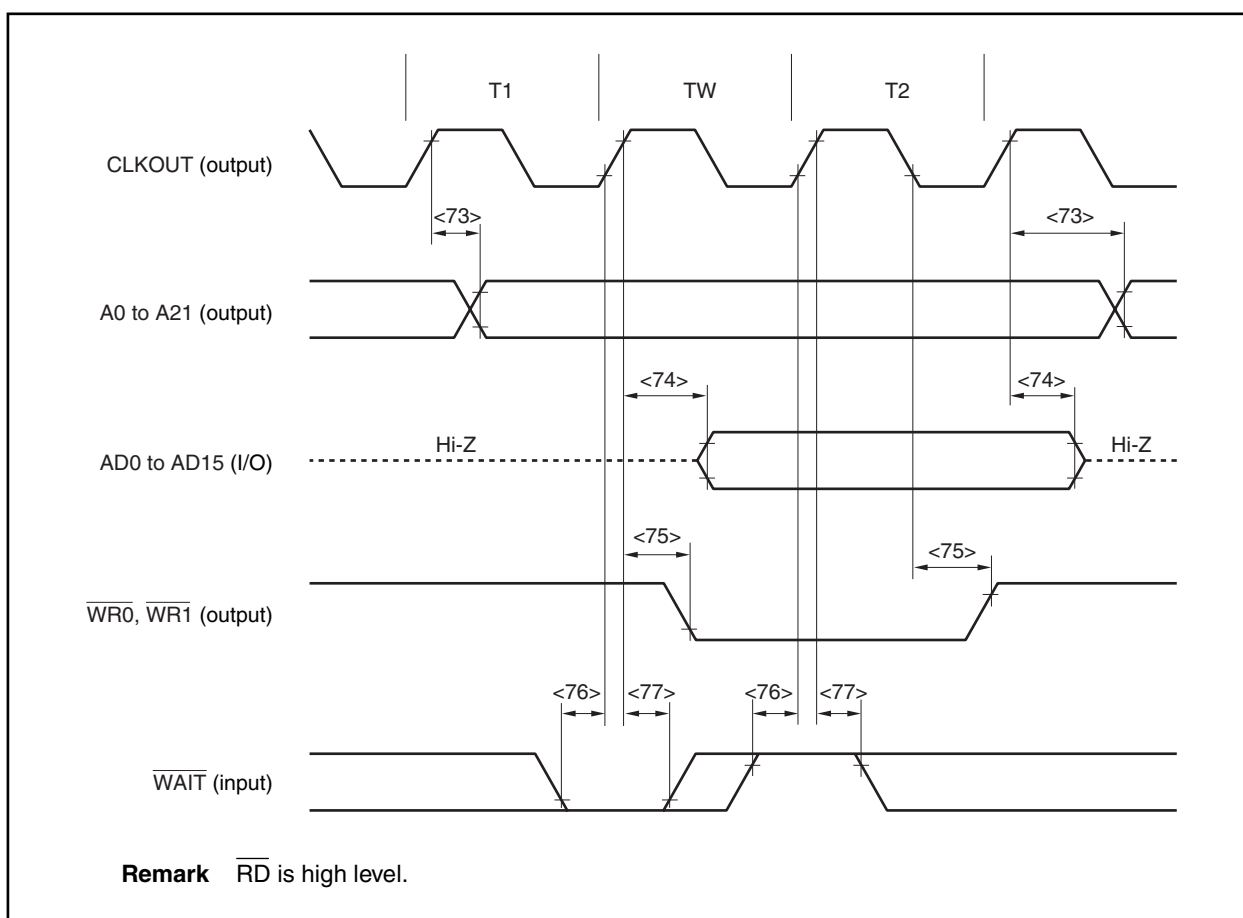 T1 TW T2
CLKOUT (output)
<73> <73>
A0 to A21 (output)
<74> <74>
Hi-Z Hi-Z
AD0 to AD15 (I/O)
<75> <75>
WR0, WR1 (output)
<76> <77> <76> <77>
WAIT (input)
Remark RD is high level.